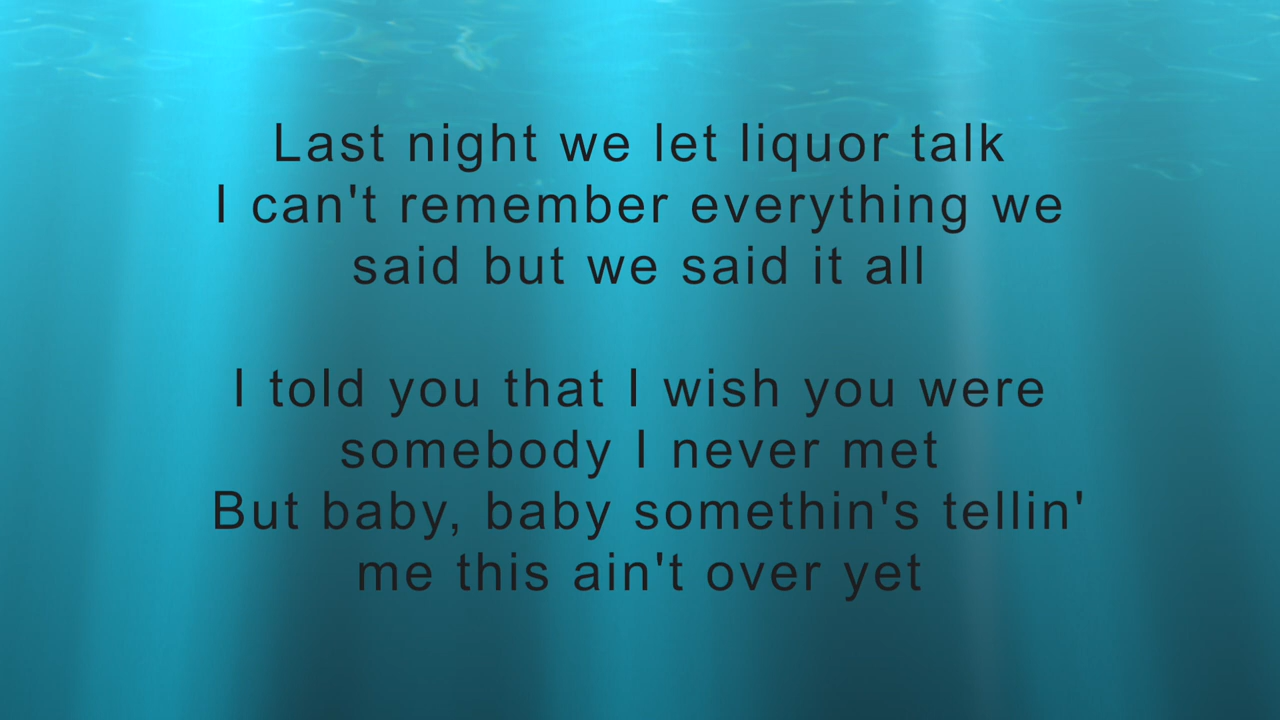 Last night we let liquor talk
I can't remember everything we
said but we said it all
I told you that I wish you were
somebody I never met
But baby, baby somethin's tellin'
me this ain't over yet